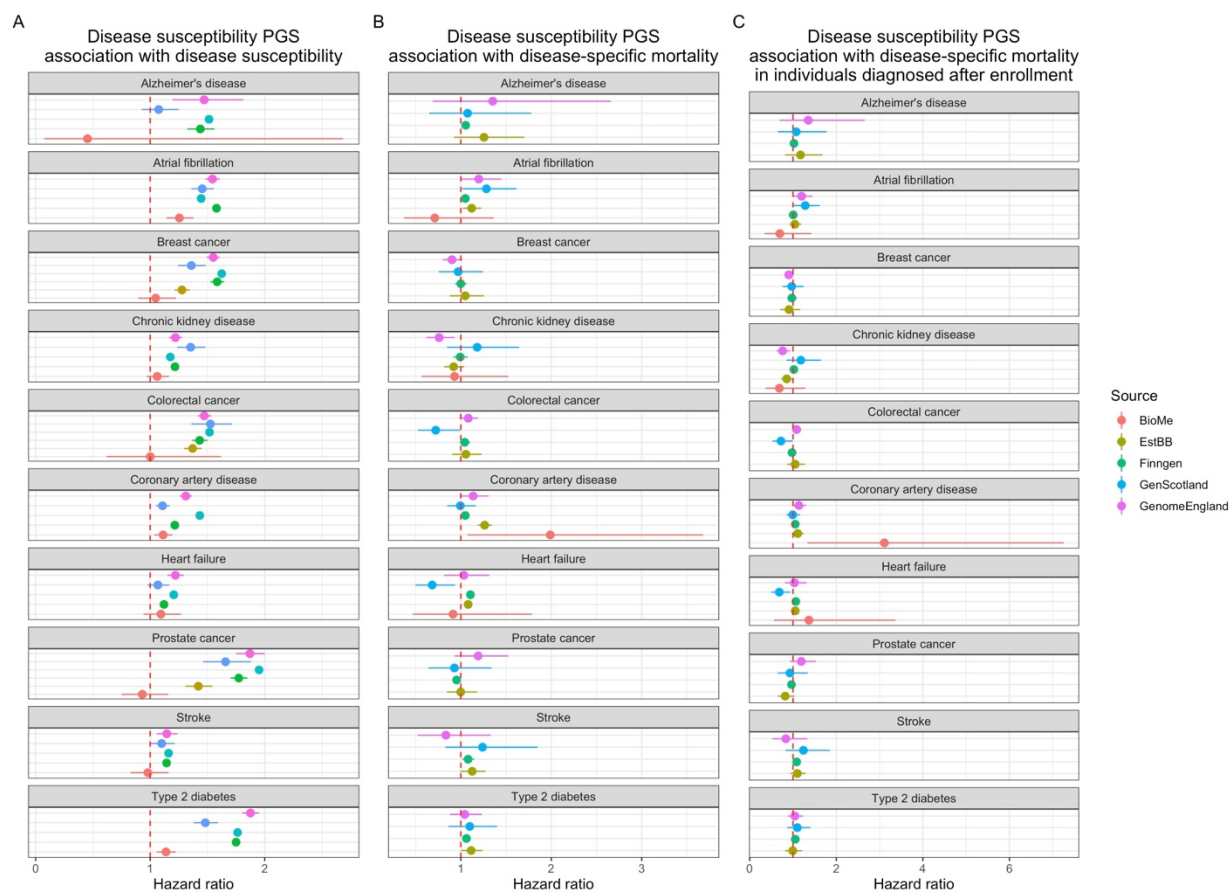 A
Disease susceptibility PGS
association with disease susceptibility
Alzheimer's disease
Atrial fibrillation
Breast cancer
Chronic kidney disease
Colorectal cancer
Coronary artery disease
Heart failure
Prostate cancer
Stroke
Type 2 diabetes
0 1 2
Hazard ratio
B
Disease susceptibility PGS
association with disease-specific mortality
Alzheimer's disease
Atrial fibrillation
Breast cancer
Chronic kidney disease
Colorectal cancer
Coronary artery disease
Heart failure
Prostate cancer
Stroke
Type 2 diabetes
1 2 3
Hazard ratio
C
Disease susceptibility PGS
association with disease-specific mortality
in individuals diagnosed after enrollment
Alzheimer's disease
Atrial fibrillation
Breast cancer
Chronic kidney disease
Colorectal cancer
Coronary artery disease
Heart failure
Prostate cancer
Stroke
Type 2 diabetes
0 2 4 6
Hazard ratio
Source
BioMe
EstBB
Finngen
GenScotland
GenomeEngland